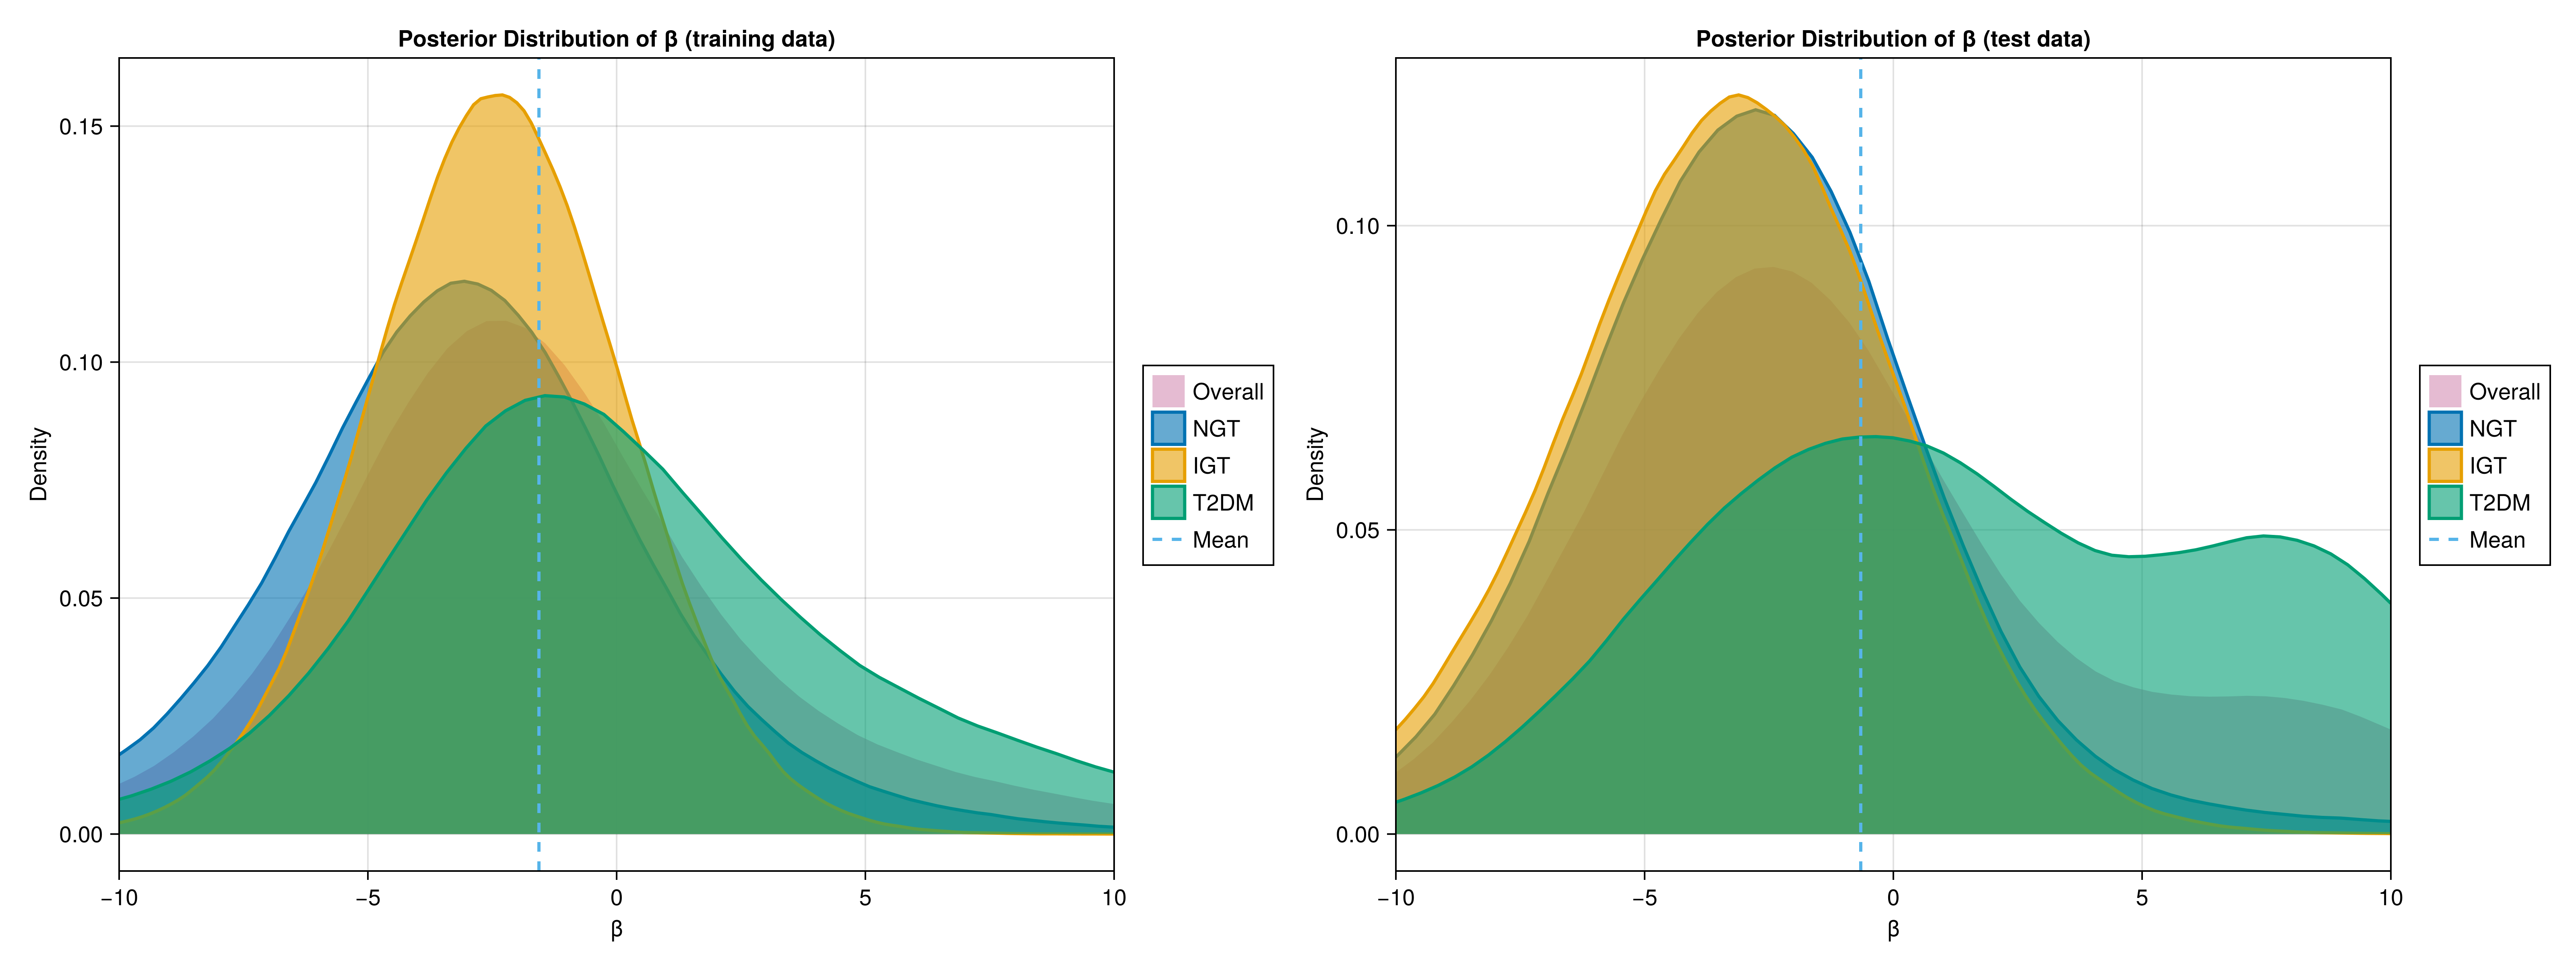 Posterior Distribution of β (training data)
Density
0.15
0.10
0.05
0.00
−10
−5
0
5
10
β
Overall
NGT
IGT
T2DM
Mean
Posterior Distribution of β (test data)
Density
0.10
0.05
0.00
−10
−5
0
5
10
β
Overall
NGT
IGT
T2DM
Mean